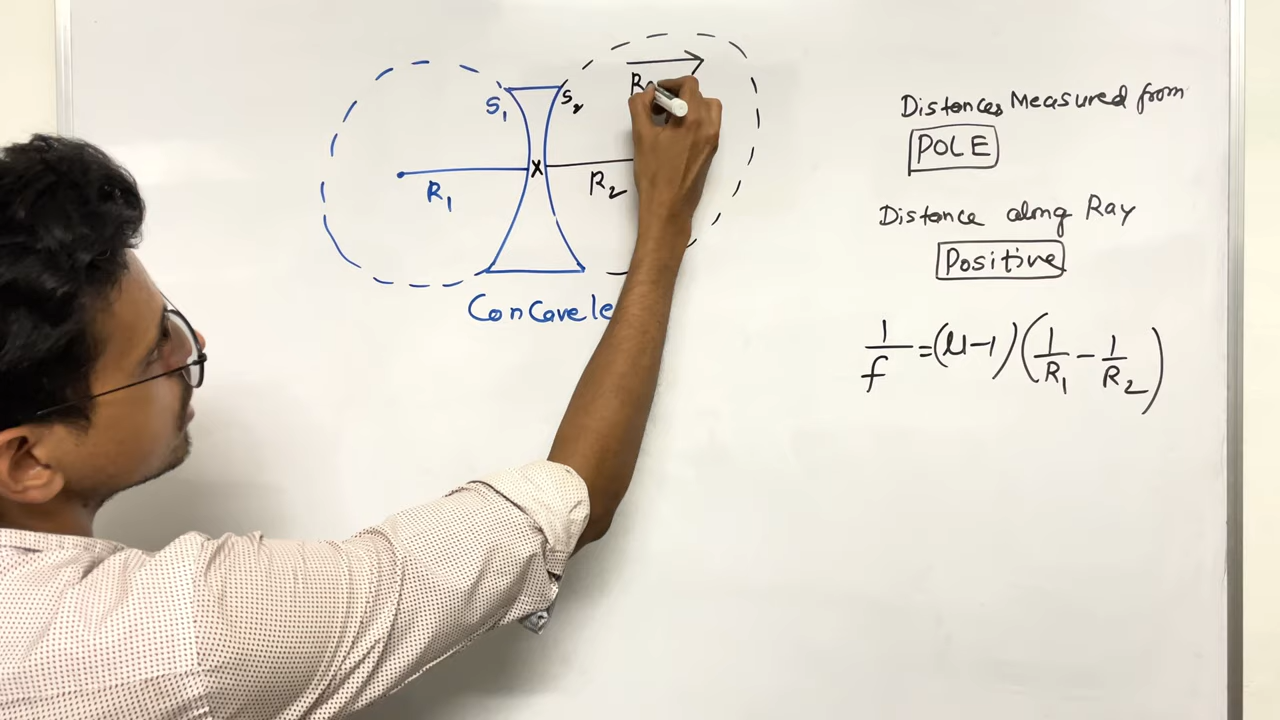 S₁ S₂
R₁ X R₂
Concave le
Distances Measured from
POLE
Distance along Ray
Positive
1/f = (μ-1)(1/R₁ - 1/R₂)